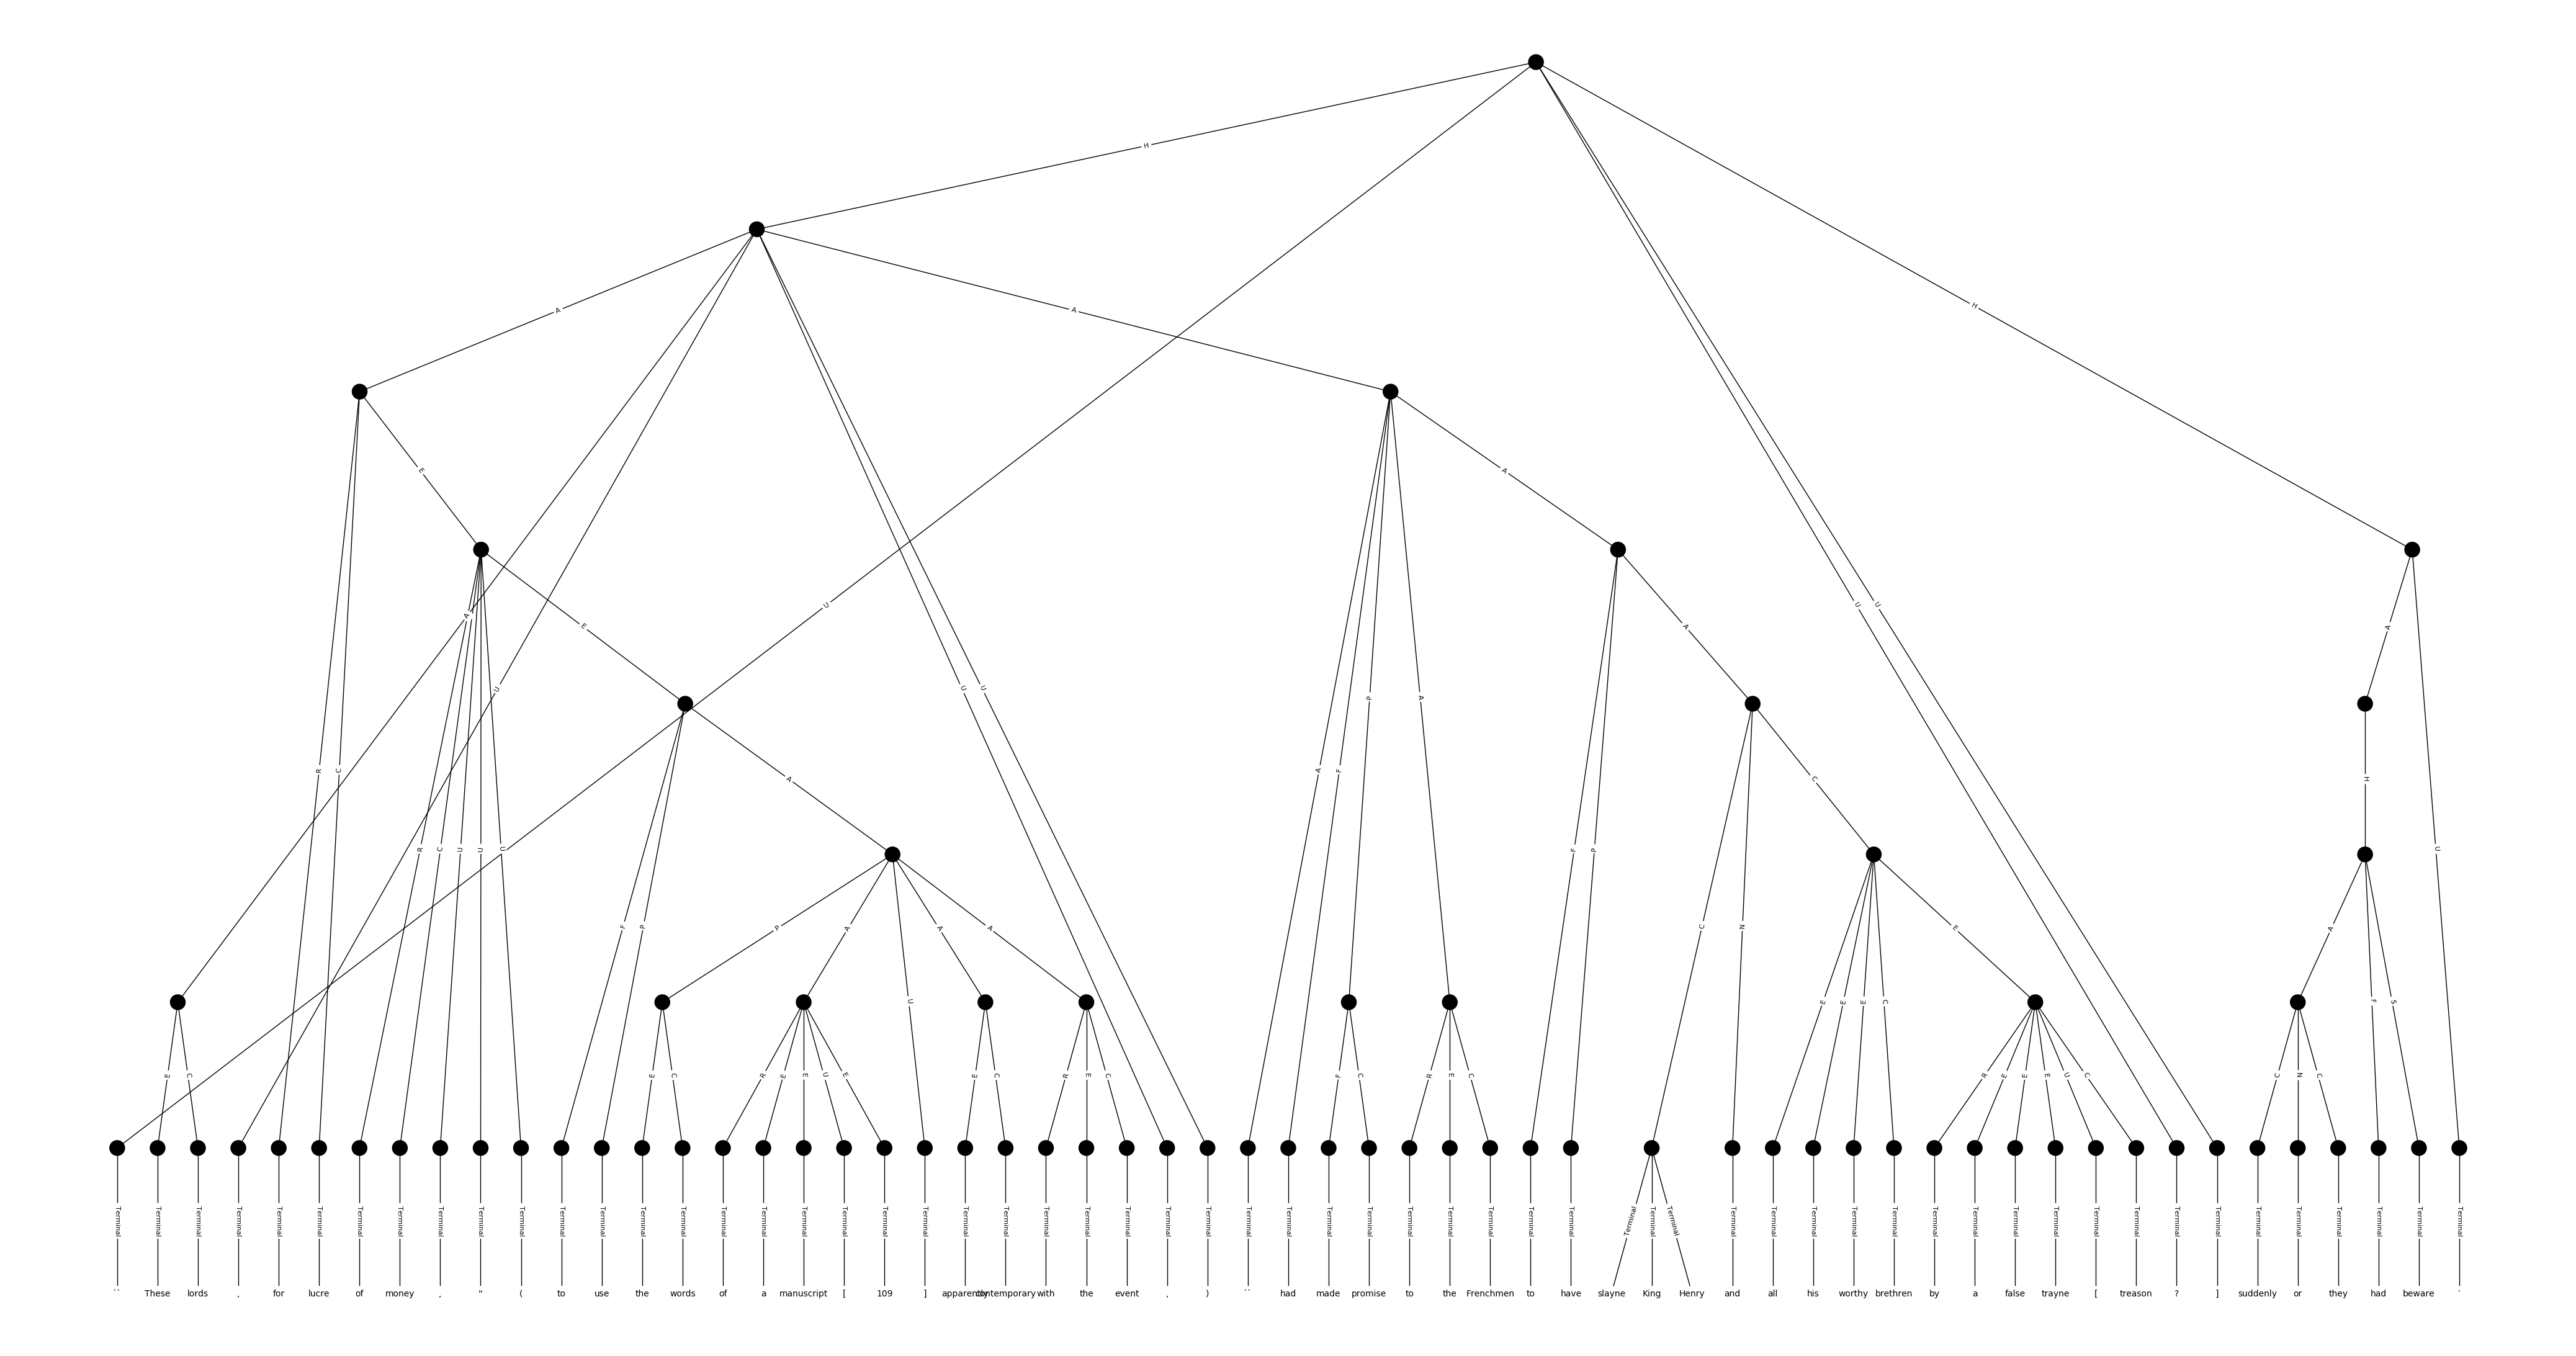 H
H
A
A
E
A
A
U
E
A
A
U
U
U
U
U
R
C
A
F
P
A
R
C
U
U
U
A
F
P
C
U
H
C
F
P
P
A
U
A
A
C
N
E
A
F
S
E
C
E
C
R
E
E
U
E
E
C
R
E
C
F
C
R
E
C
E
E
E
C
R
E
E
E
U
C
C
N
C
Terminal Terminal Terminal Terminal Terminal Terminal Terminal Terminal Terminal Terminal Terminal Terminal Terminal Terminal Terminal Terminal Terminal Terminal Terminal Terminal Terminal Terminal Terminal Terminal Terminal Terminal Terminal Terminal Terminal Terminal Terminal Terminal Terminal Terminal Terminal Terminal Terminal Terminal Terminal Terminal Terminal Terminal Terminal Terminal Terminal Terminal Terminal Terminal Terminal Terminal Terminal Terminal Terminal Terminal Terminal Terminal Terminal Terminal Terminal
`` These lords , for lucre of money , " ( to use the words of a manuscript [ 109 ] apparently contemporary with the event , ) `` had made promise to the Frenchmen to have slayne King Henry and all his worthy brethren by a false trayne [ treason ? ] suddenly or they had beware '